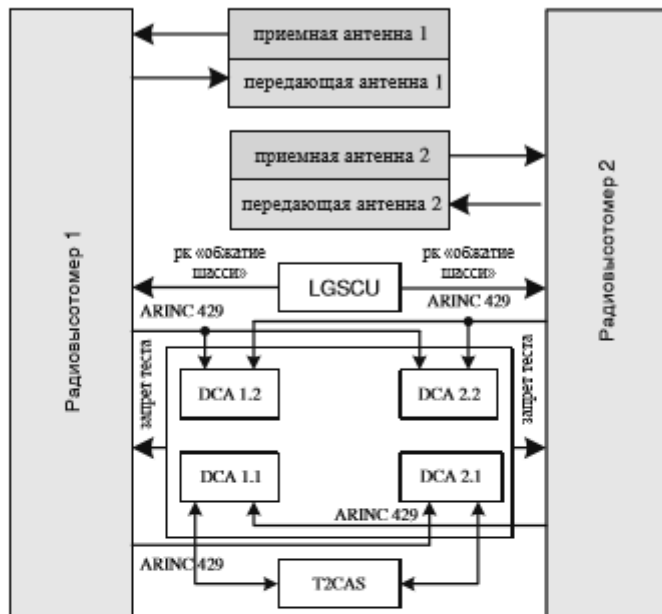 приемная антенна 1
передающая антенна 1
приемная антенна 2
передающая антенна 2
Радиовысотомер 1
Радиовысотомер 2
рк «обжатие
шасси»
LGSCU
рк «обжатие
шасси»
ARINC 429
ARINC 429
запрет теста
DCA 1.2
DCA 2.2
запрет теста
DCA 1.1
DCA 2.1
ARINC 429
ARINC 429
T2CAS